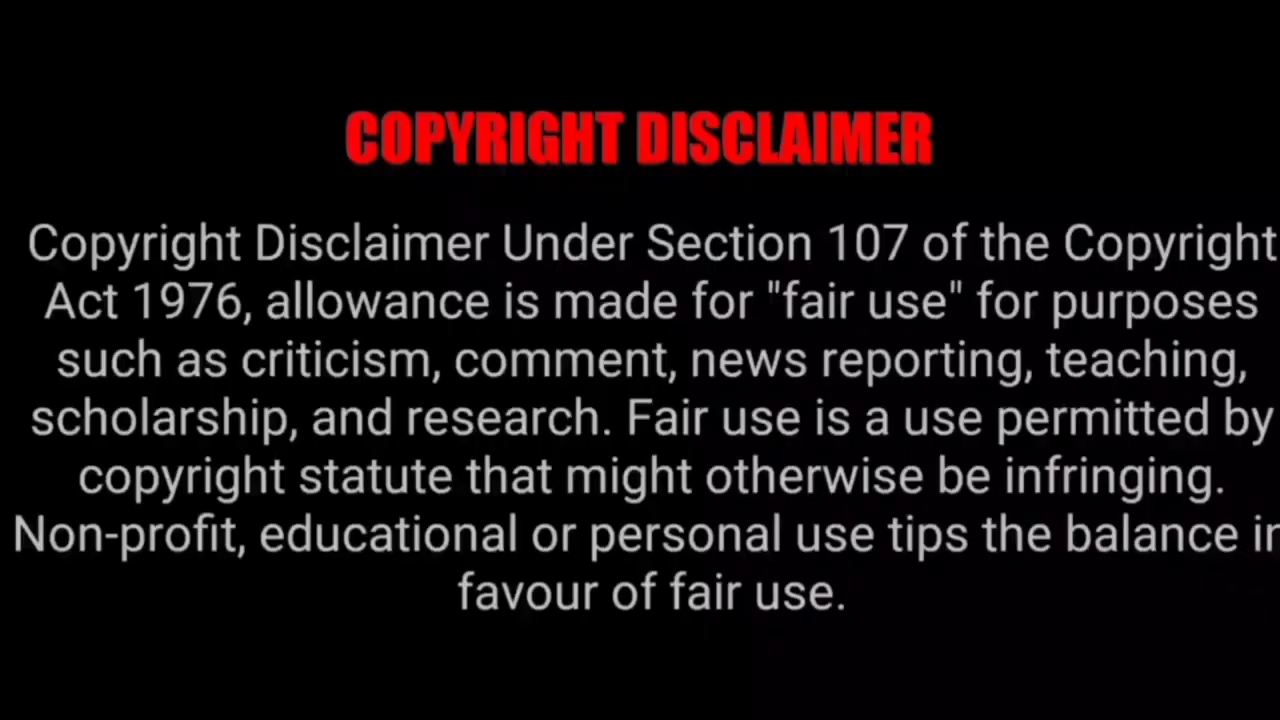 COPYRIGHT DISCLAIMER
Copyright Disclaimer Under Section 107 of the Copyright
Act 1976, allowance is made for "fair use" for purposes
such as criticism, comment, news reporting, teaching,
scholarship, and research. Fair use is a use permitted by
copyright statute that might otherwise be infringing.
Non-profit, educational or personal use tips the balance in
favour of fair use.